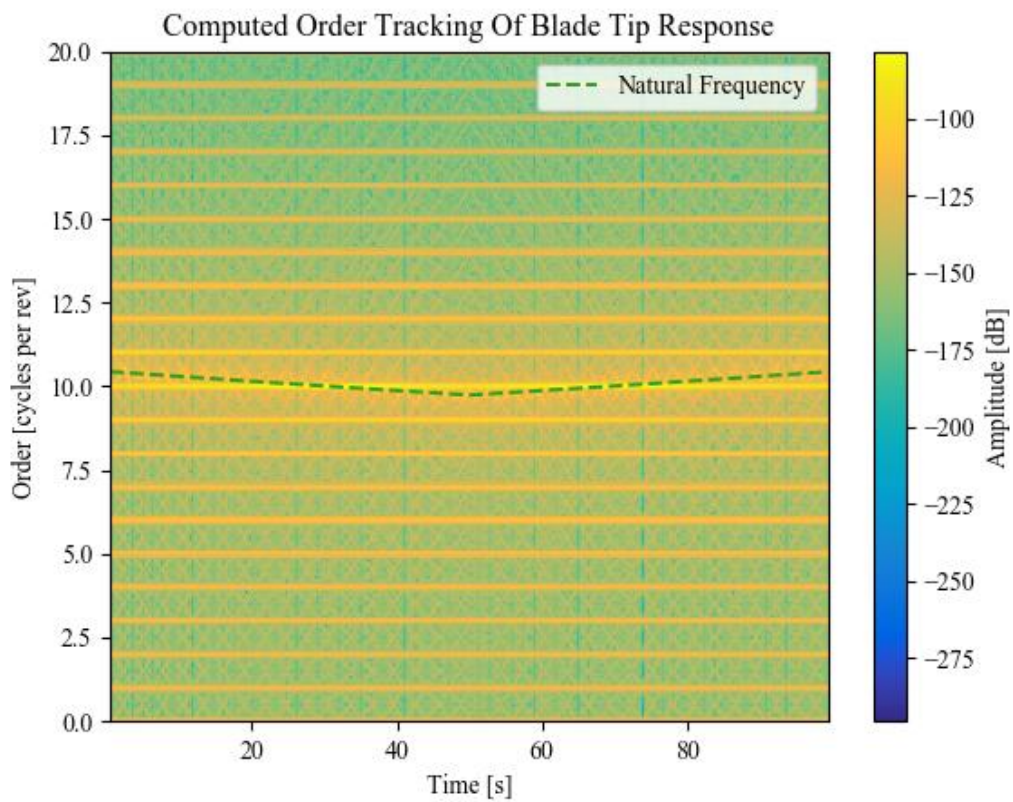 Computed Order Tracking Of Blade Tip Response
Natural Frequency
Order [cycles per rev]
20.0
17.5
15.0
12.5
10.0
7.5
5.0
2.5
0.0
20 40 60 80
Time [s]
−100
−125
−150
−175
−200
−225
−250
−275
Amplitude [dB]